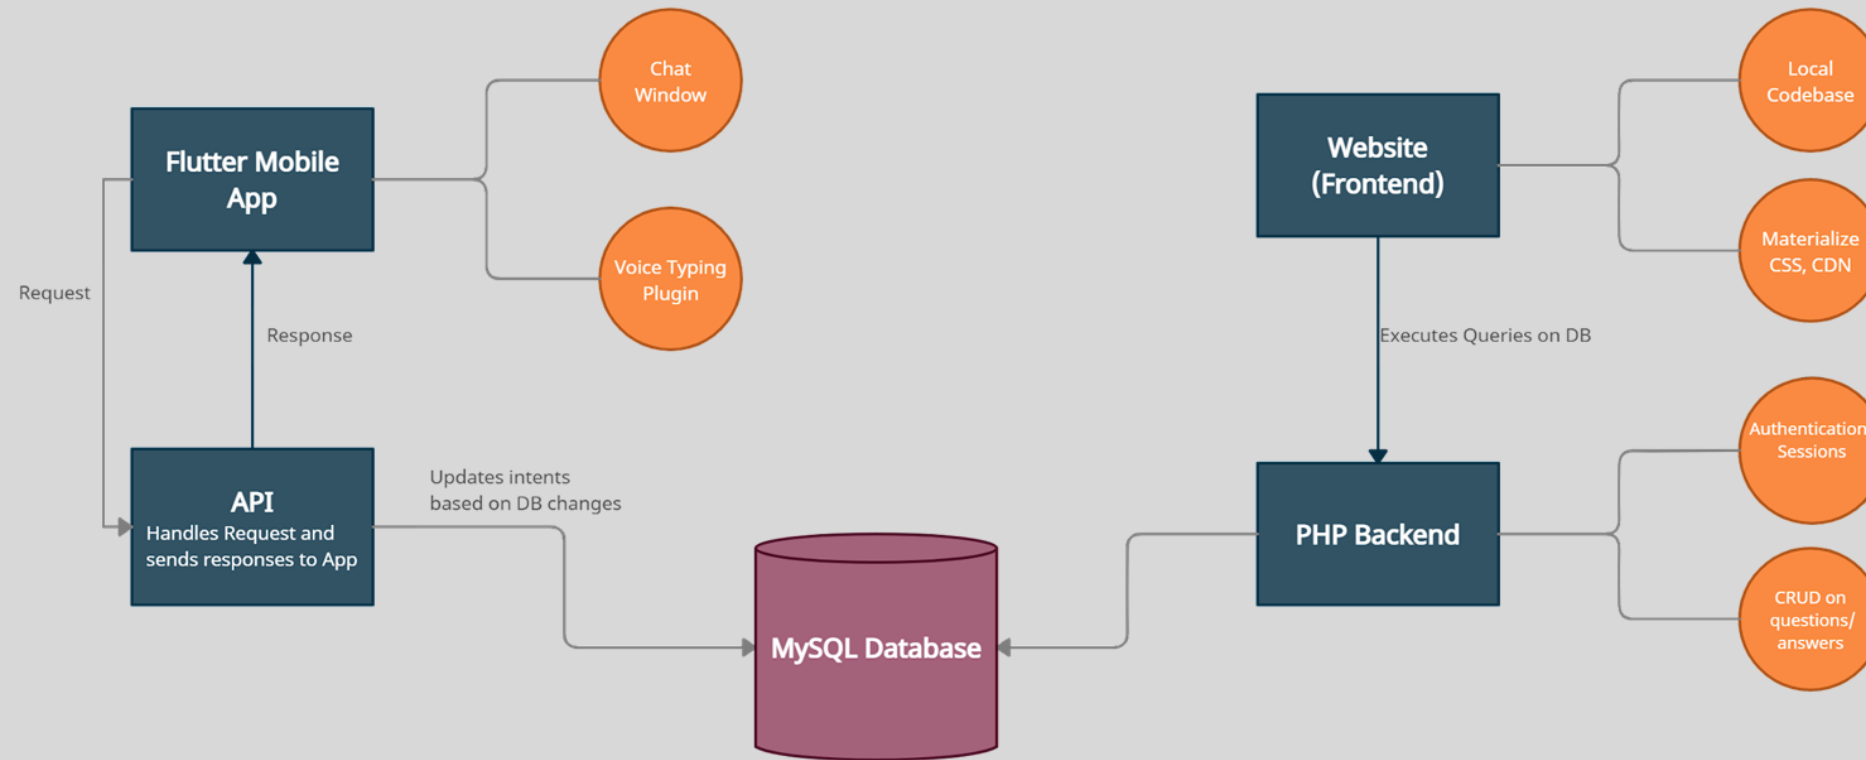 Chat
Window
Flutter Mobile
App
Voice Typing
Plugin
Request
Response
API
Handles Request and
sends responses to App
Updates intents
based on DB changes
MySQL Database
Website
(Frontend)
Local
Codebase
Materialize
CSS, CDN
Executes Queries on DB
PHP Backend
Authentication
Sessions
CRUD on
questions/
answers